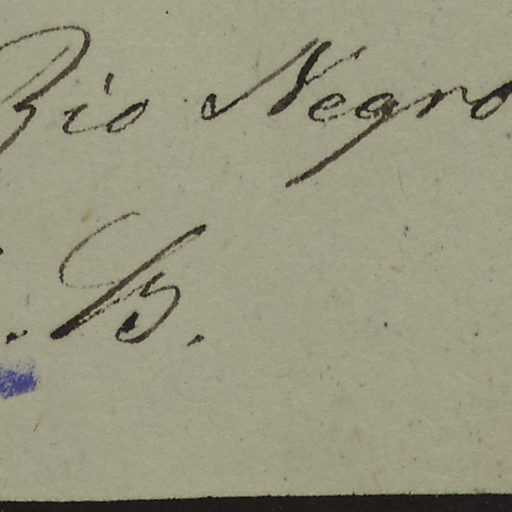 Rio Negro
. B.